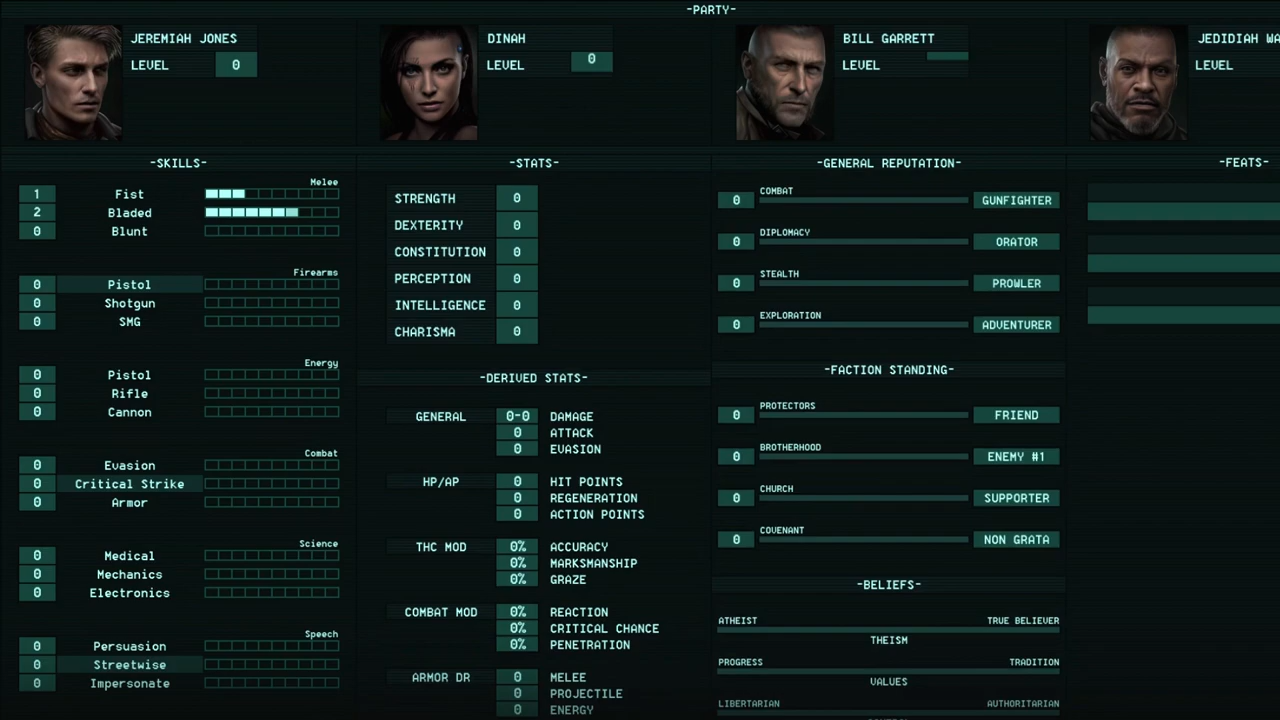 -PARTY-
JEREMIAH JONES
LEVEL 0
DINAH
LEVEL 0
BILL GARRETT
LEVEL
JEDIDIAH WA
LEVEL
-SKILLS-
Melee
1 Fist
2 Bladed
0 Blunt
Firearms
0 Pistol
0 Shotgun
0 SMG
Energy
0 Pistol
0 Rifle
0 Cannon
Combat
0 Evasion
0 Critical Strike
0 Armor
Science
0 Medical
0 Mechanics
0 Electronics
Speech
0 Persuasion
0 Streetwise
0 Impersonate
-STATS-
STRENGTH 0
DEXTERITY 0
CONSTITUTION 0
PERCEPTION 0
INTELLIGENCE 0
CHARISMA 0
-DERIVED STATS-
GENERAL 0-0 DAMAGE
0 ATTACK
0 EVASION
HP/AP 0 HIT POINTS
0 REGENERATION
0 ACTION POINTS
THC MOD 0% ACCURACY
0% MARKSMANSHIP
0% GRAZE
COMBAT MOD 0% REACTION
0% CRITICAL CHANCE
0% PENETRATION
ARMOR DR 0 MELEE
0 PROJECTILE
0 ENERGY
-GENERAL REPUTATION-
COMBAT
0 GUNFIGHTER
DIPLOMACY
0 ORATOR
STEALTH
0 PROWLER
EXPLORATION
0 ADVENTURER
-FACTION STANDING-
PROTECTORS
0 FRIEND
BROTHERHOOD
0 ENEMY #1
CHURCH
0 SUPPORTER
COVENANT
0 NON GRATA
-BELIEFS-
ATHEIST TRUE BELIEVER
THEISM
PROGRESS TRADITION
VALUES
LIBERTARIAN AUTHORITARIAN
-FEATS-